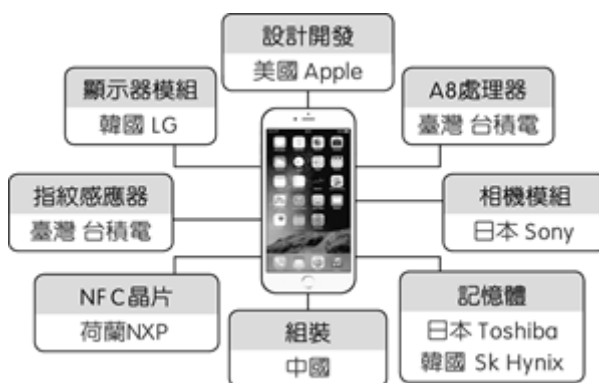 設計開發
美國 Apple
顯示器模組
韓國 LG
A8處理器
臺灣 台積電
指紋感應器
臺灣 台積電
相機模組
日本 Sony
NFC晶片
荷蘭NXP
組裝
中國
記憶體
日本 Toshiba
韓國 Sk Hynix